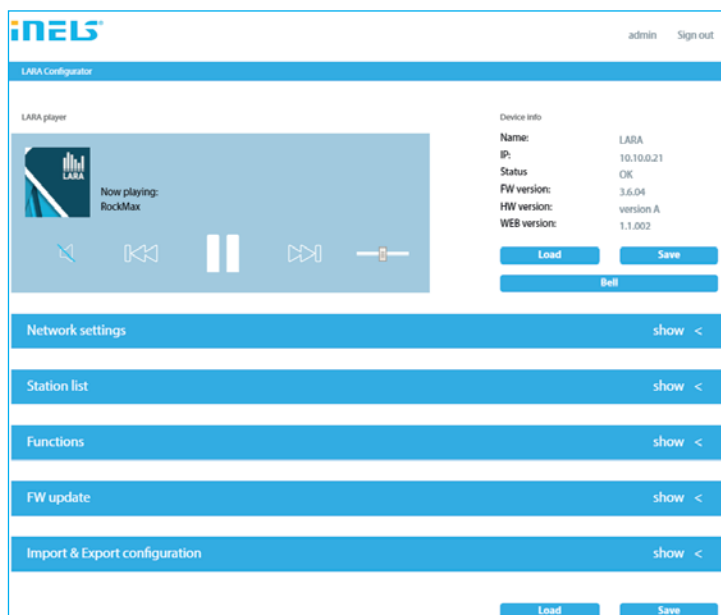 iNELS
admin Sign out
LARA Configurator
LARA player
LARA
Now playing:
RockMax
Device info
Name: LARA
IP: 10.10.0.21
Status OK
FW version: 3.6.04
HW version: version A
WEB version: 1.1.002
Load Save
Bell
Network settings show <
Station list show <
Functions show <
FW update show <
Import & Export configuration show <
Load Save